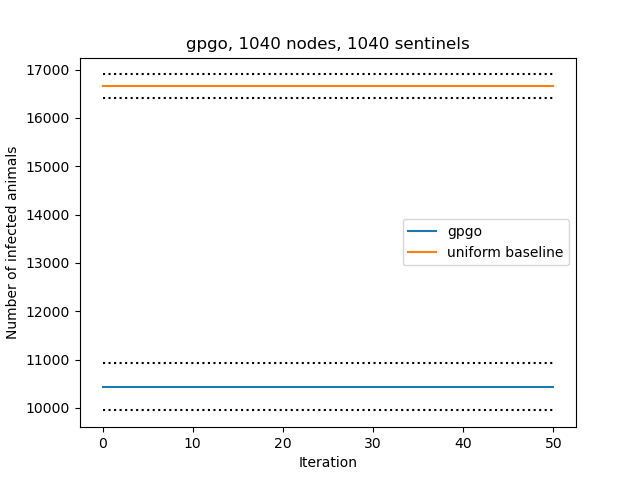 gpgo, 1040 nodes, 1040 sentinels
17000
16000
15000
14000
13000
12000
11000
10000
Number of infected animals
gpgo
uniform baseline
0 10 20 30 40 50
Iteration